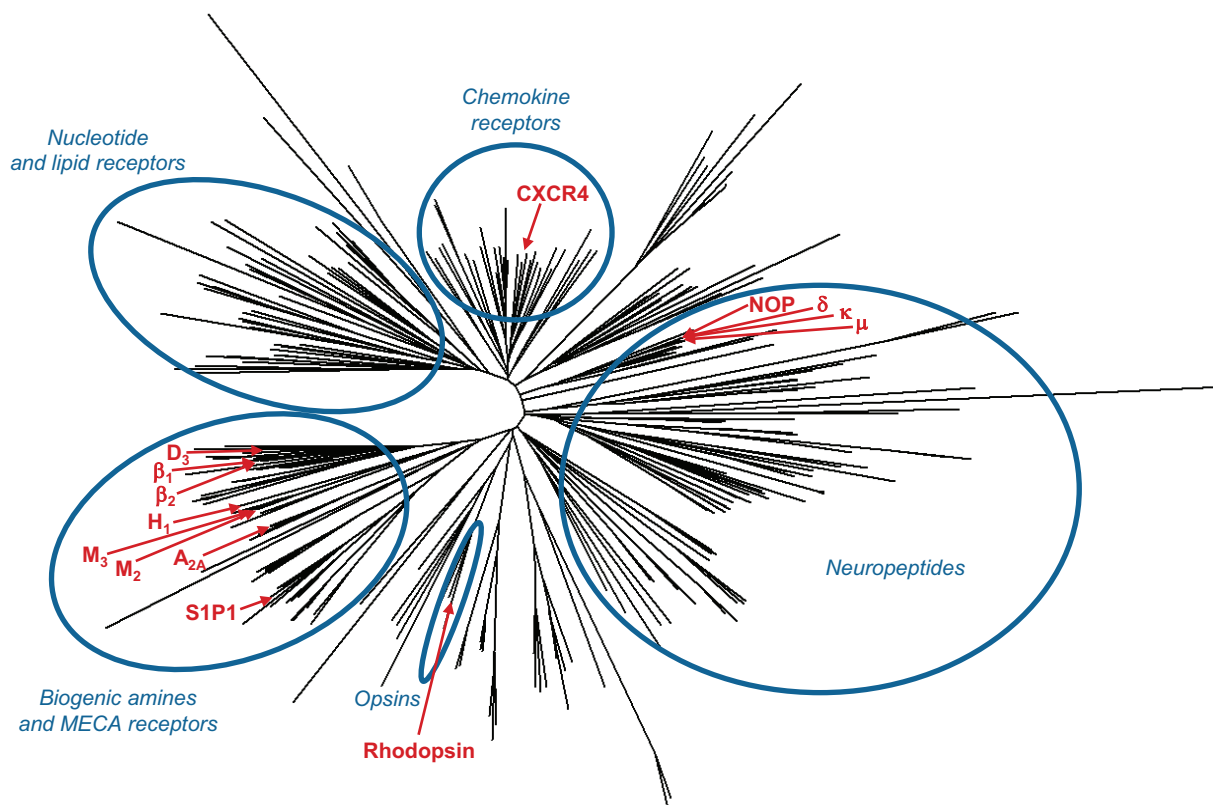 Chemokine
receptors
Nucleotide
and lipid receptors
CXCR4
NOP
δ
κ
μ
D3
β1
β2
H1
M3
M2
A2A
S1P1
Neuropeptides
Biogenic amines
and MECA receptors
Opsins
Rhodopsin